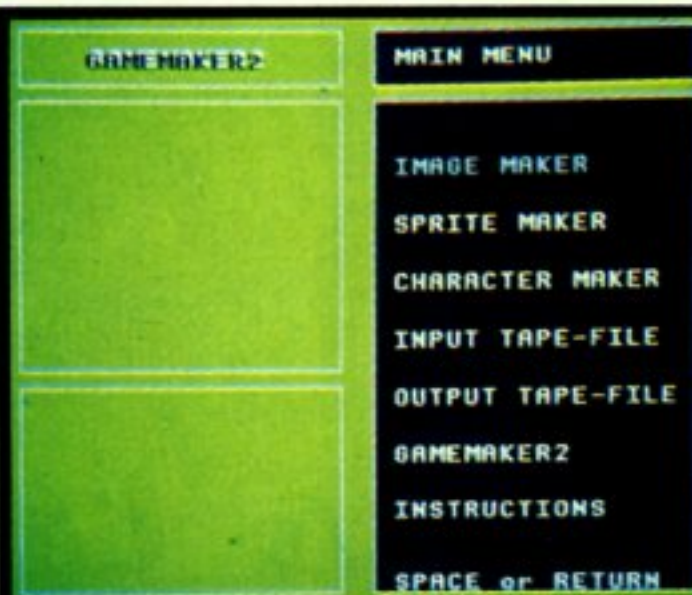 GAMEMAKER2
MAIN MENU
IMAGE MAKER
SPRITE MAKER
CHARACTER MAKER
INPUT TAPE-FILE
OUTPUT TAPE-FILE
GAMEMAKER2
INSTRUCTIONS
SPACE or RETURN